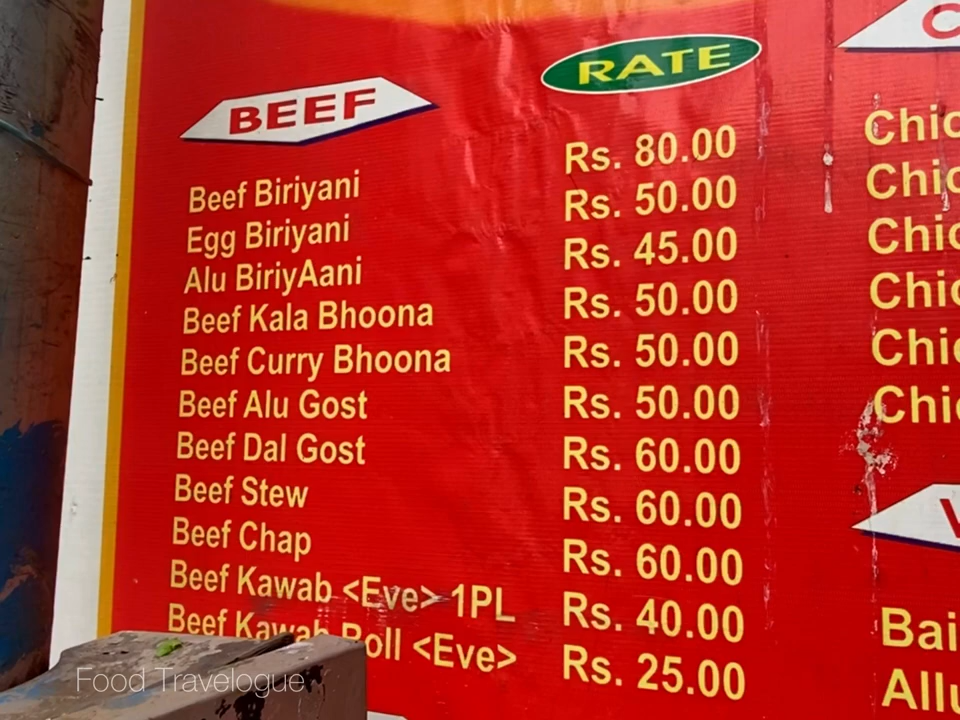 BEEF RATE
Beef Biriyani Rs. 80.00
Egg Biriyani Rs. 50.00
Alu BiriyAani Rs. 45.00
Beef Kala Bhoona Rs. 50.00
Beef Curry Bhoona Rs. 50.00
Beef Alu Gost Rs. 50.00
Beef Dal Gost Rs. 60.00
Beef Stew Rs. 60.00
Beef Chap Rs. 60.00
Beef Kawab <Eve> 1PL Rs. 40.00
Beef Kawab Roll <Eve> Rs. 25.00
Food Travelogue